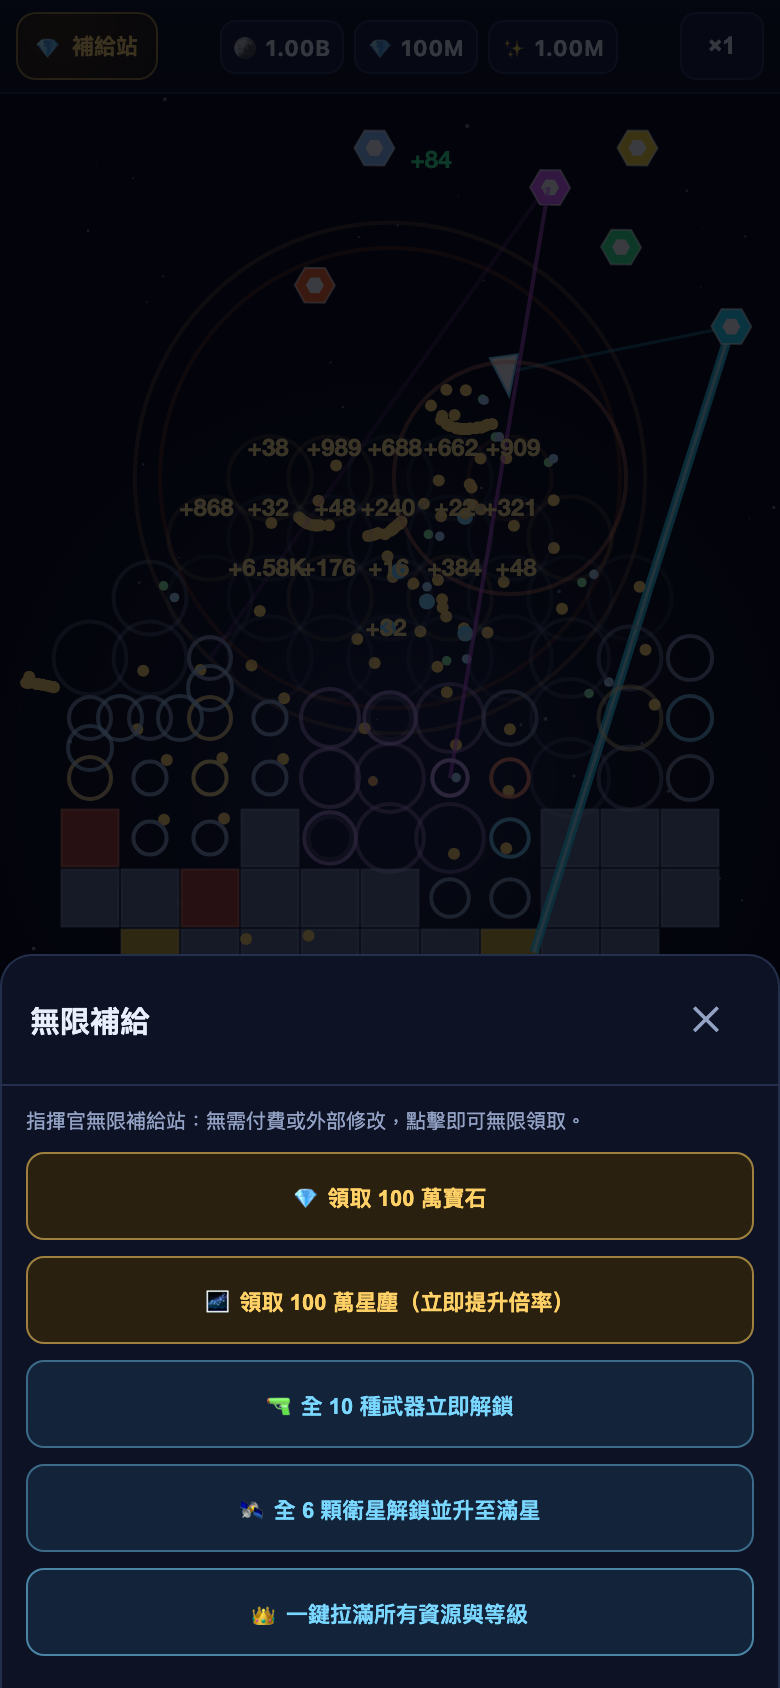 💎 補給站
🌑 1.00B
💎 100M
✨ 1.00M
×1
+84
+38 +989 +688 +662 +909
+868 +32 +48 +240 +321
+6.58K +176 +16 +384 +48
+32
無限補給
指揮官無限補給站：無需付費或外部修改，點擊即可無限領取。
💎 領取 100 萬寶石
🌌 領取 100 萬星塵（立即提升倍率）
🔫 全 10 種武器立即解鎖
🛰️ 全 6 顆衛星解鎖並升至滿星
👑 一鍵拉滿所有資源與等級